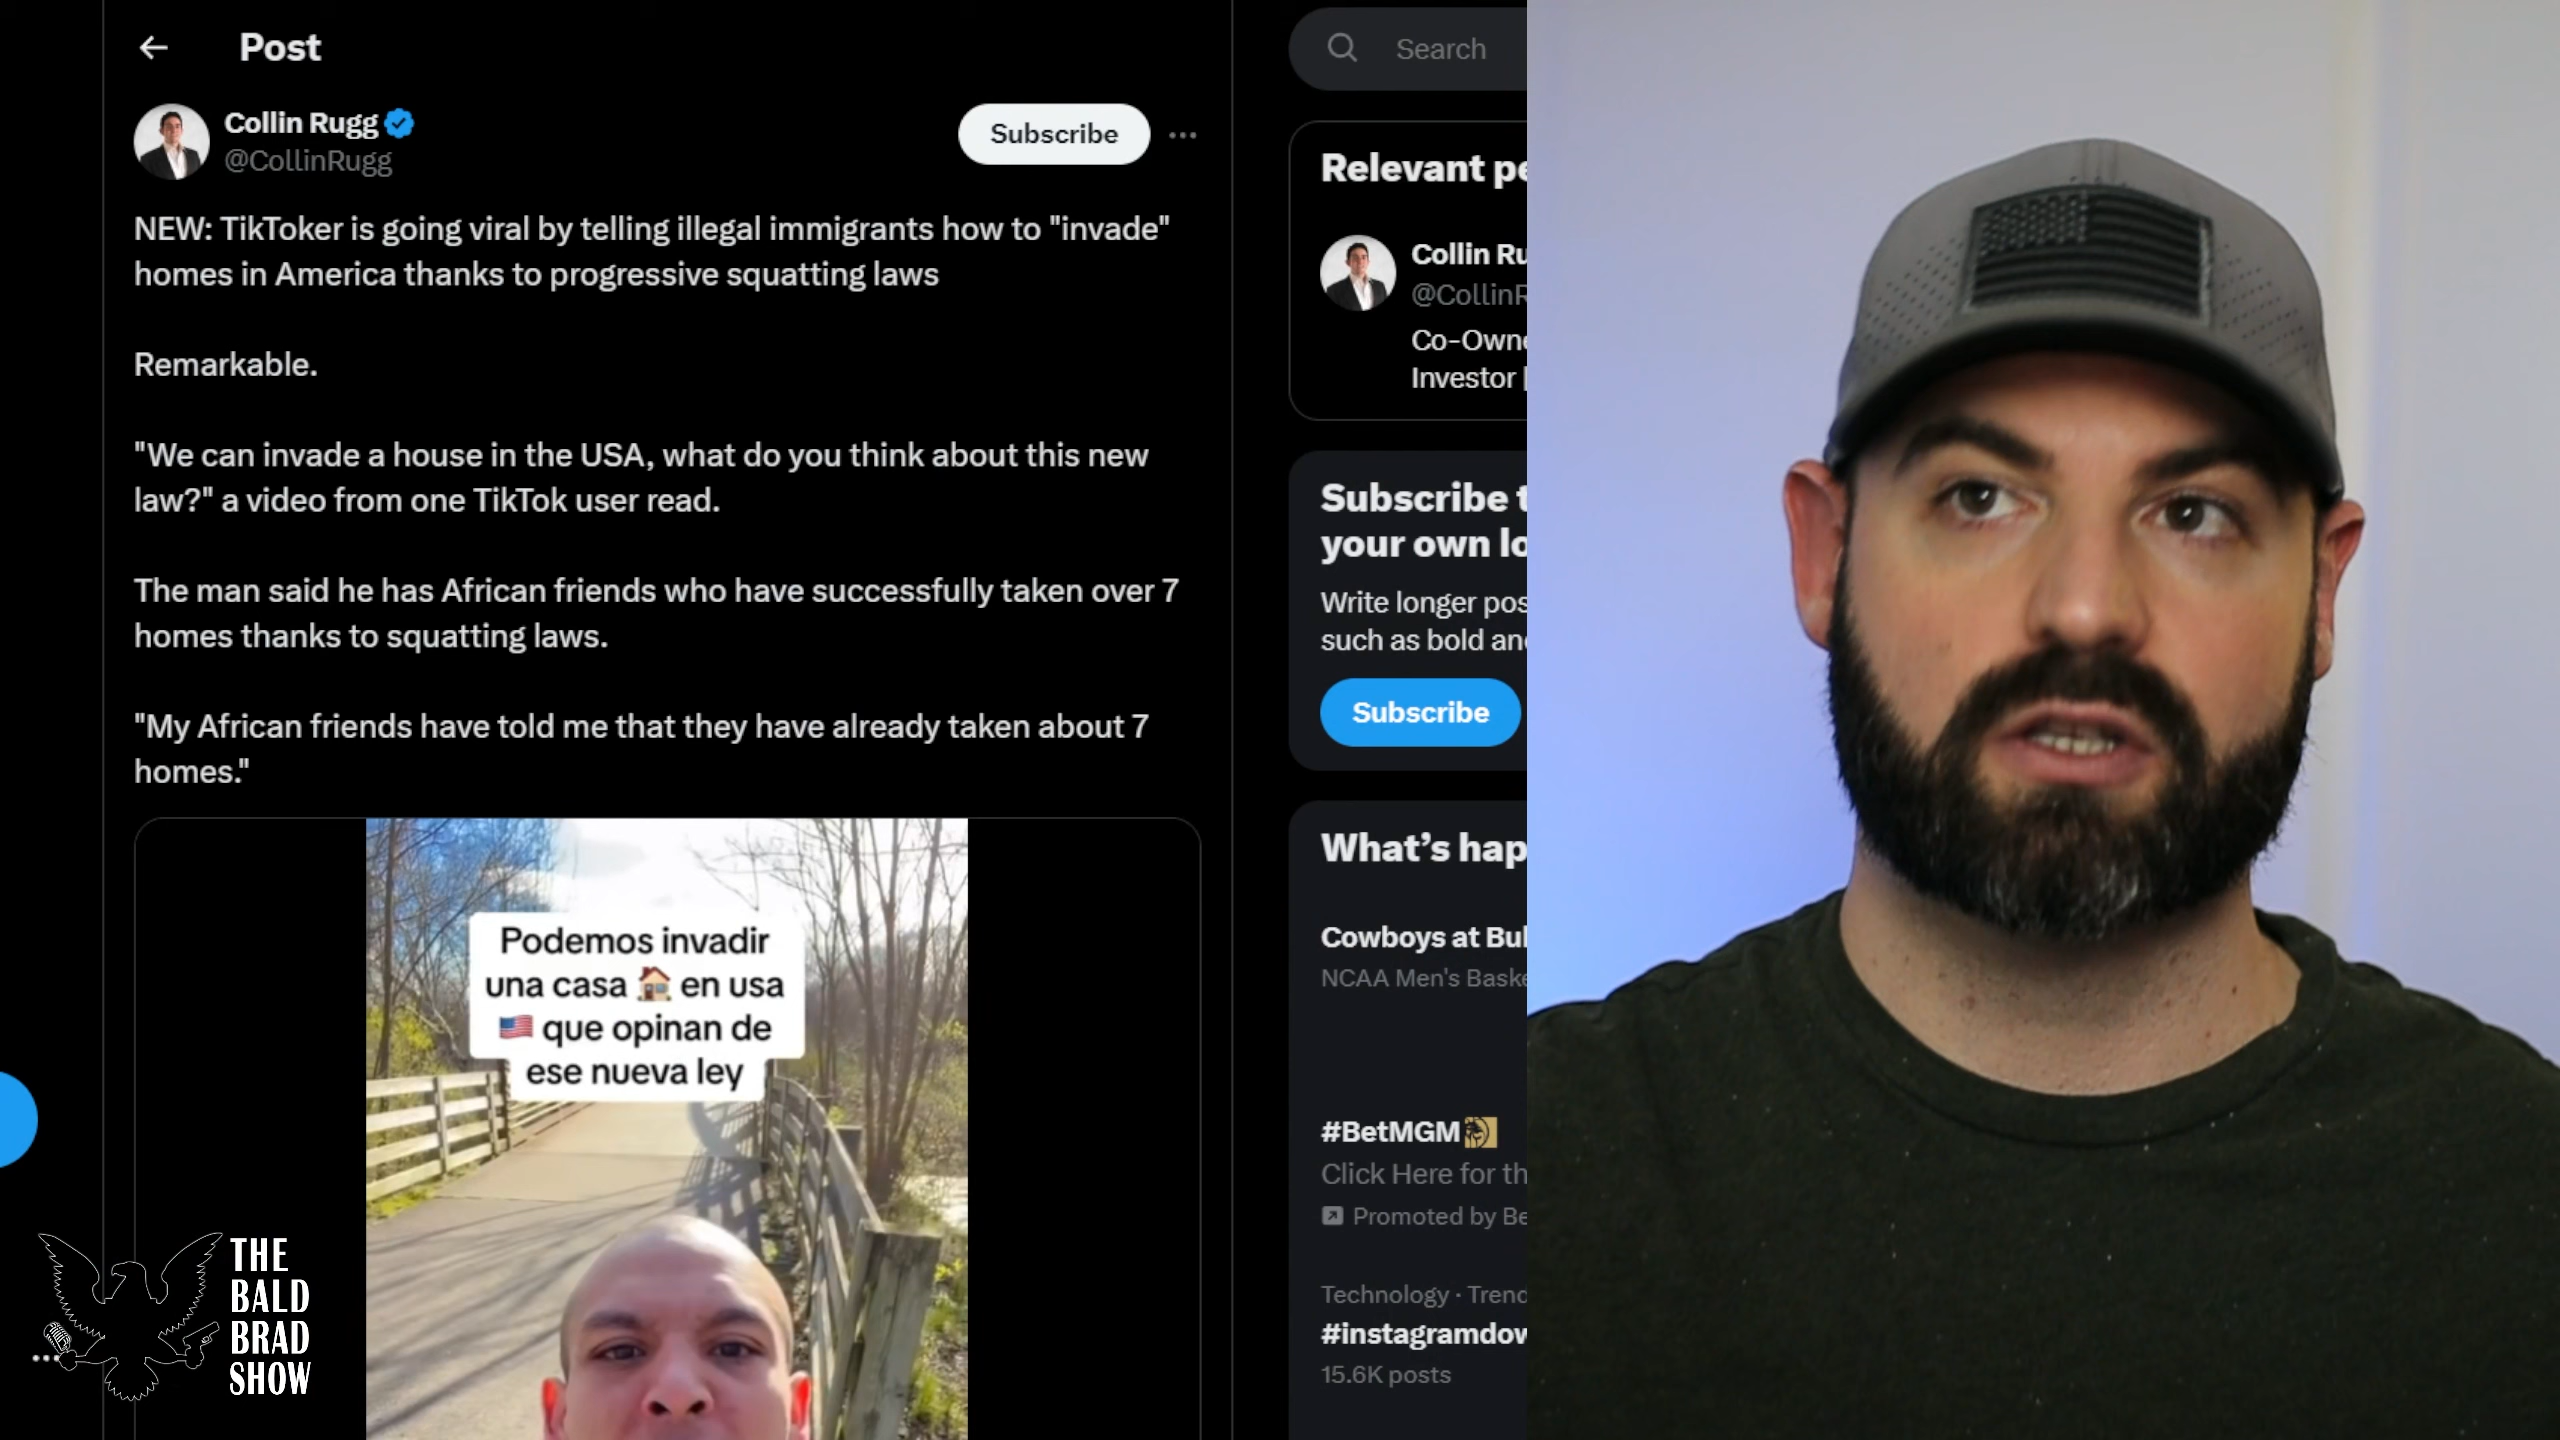 Post
Collin Rugg
@CollinRugg
Subscribe
NEW: TikToker is going viral by telling illegal immigrants how to "invade"
homes in America thanks to progressive squatting laws
Remarkable.
"We can invade a house in the USA, what do you think about this new
law?" a video from one TikTok user read.
The man said he has African friends who have successfully taken over 7
homes thanks to squatting laws.
"My African friends have told me that they have already taken about 7
homes."
Podemos invadir
una casa 🏠 en usa
🇺🇸 que opinan de
ese nueva ley
THE
BALD
BRAD
SHOW
Search
Relevant pe
Collin Ru
@CollinR
Co-Owne
Investor |
Subscribe t
your own lo
Write longer pos
such as bold an
Subscribe
What's hap
Cowboys at Bul
NCAA Men's Baske
#BetMGM
Click Here for th
Promoted by Be
Technology · Trend
#instagramdow
15.6K posts